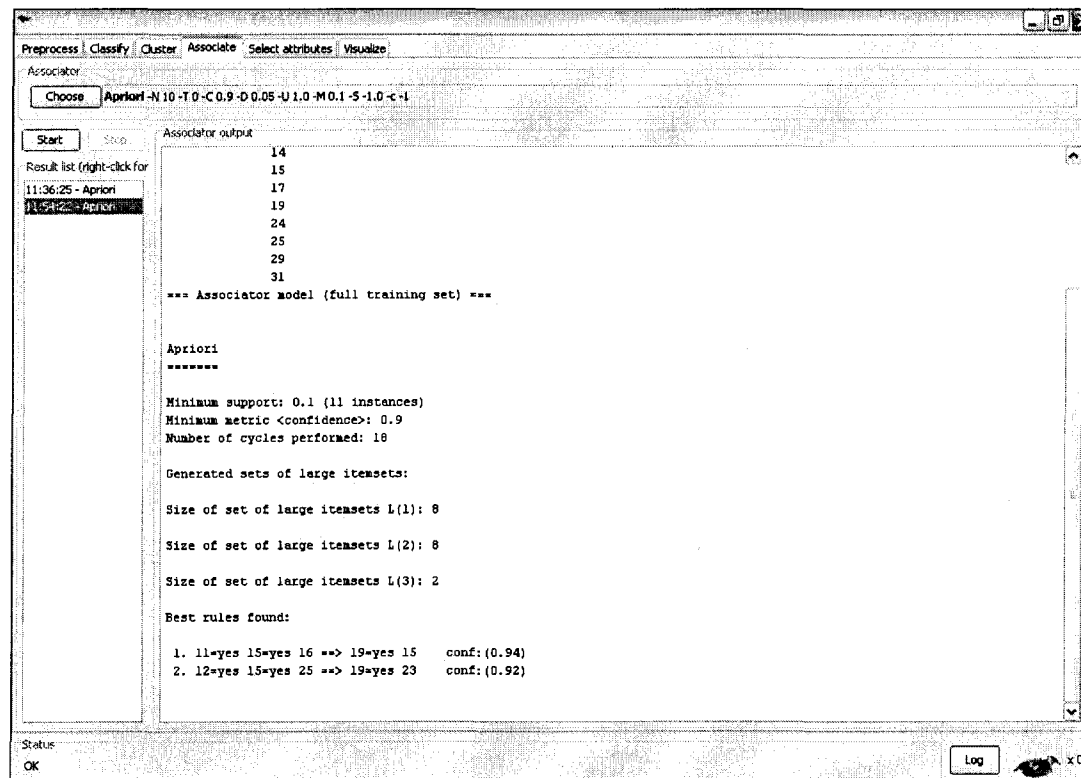 Preprocess Classify Cluster Associate Select attributes Visualize
Associator
Choose Apriori -N 10 -T 0 -C 0.9 -D 0.05 -U 1.0 -M 0.1 -S -1.0 -c -1
Start Stop
Associator output
Result list (right-click for
11:36:25 - Apriori
11:54:22 - Apriori
14
15
17
19
24
25
29
31
=== Associator model (full training set) ===
Apriori
=======
Minimum support: 0.1 (11 instances)
Minimum metric <confidence>: 0.9
Number of cycles performed: 18
Generated sets of large itemsets:
Size of set of large itemsets L(1): 8
Size of set of large itemsets L(2): 8
Size of set of large itemsets L(3): 2
Best rules found:
1. 11=yes 15=yes 16 ==> 19=yes 15 conf:(0.94)
2. 12=yes 15=yes 25 ==> 19=yes 23 conf:(0.92)
Status
OK
Log